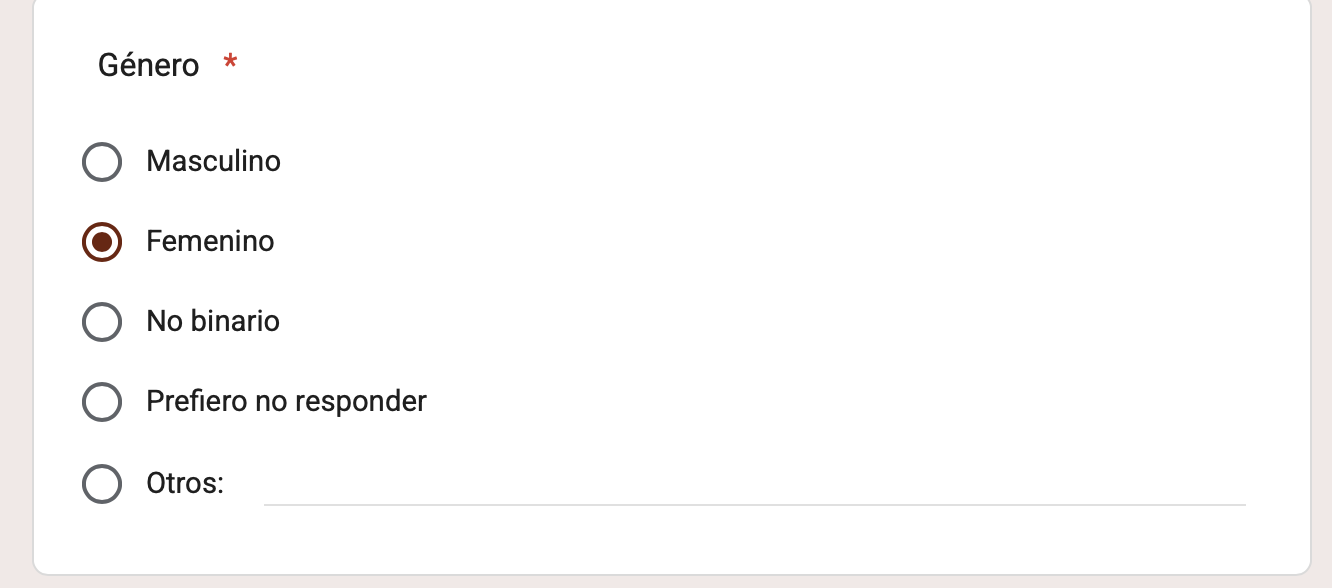 Género *
Masculino
Femenino
No binario
Prefiero no responder
Otros: